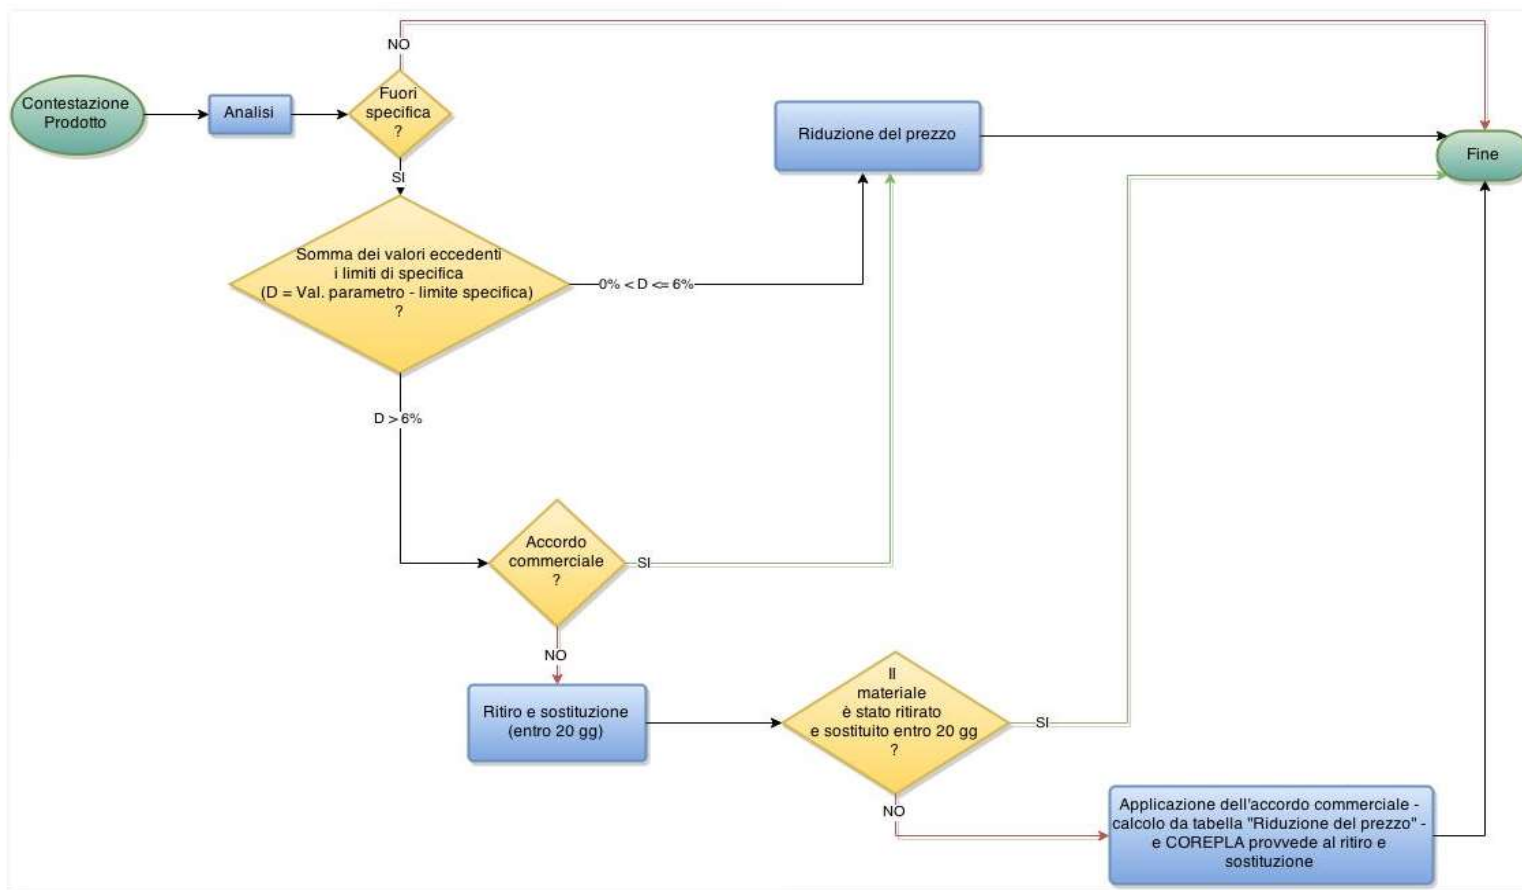 NO
Contestazione
Prodotto
Analisi
Fuori
specifica
?
Riduzione del prezzo
Fine
SI
Somma dei valori eccedenti
i limiti di specifica
(D = Val. parametro - limite specifica)
?
0% < D <= 6%
D > 6%
Accordo
commerciale
?
SI
NO
Ritiro e sostituzione
(entro 20 gg)
Il
materiale
è stato ritirato
e sostituito entro 20 gg
?
SI
NO
Applicazione dell'accordo commerciale -
calcolo da tabella "Riduzione del prezzo" -
e COREPLA provvede al ritiro e
sostituzione